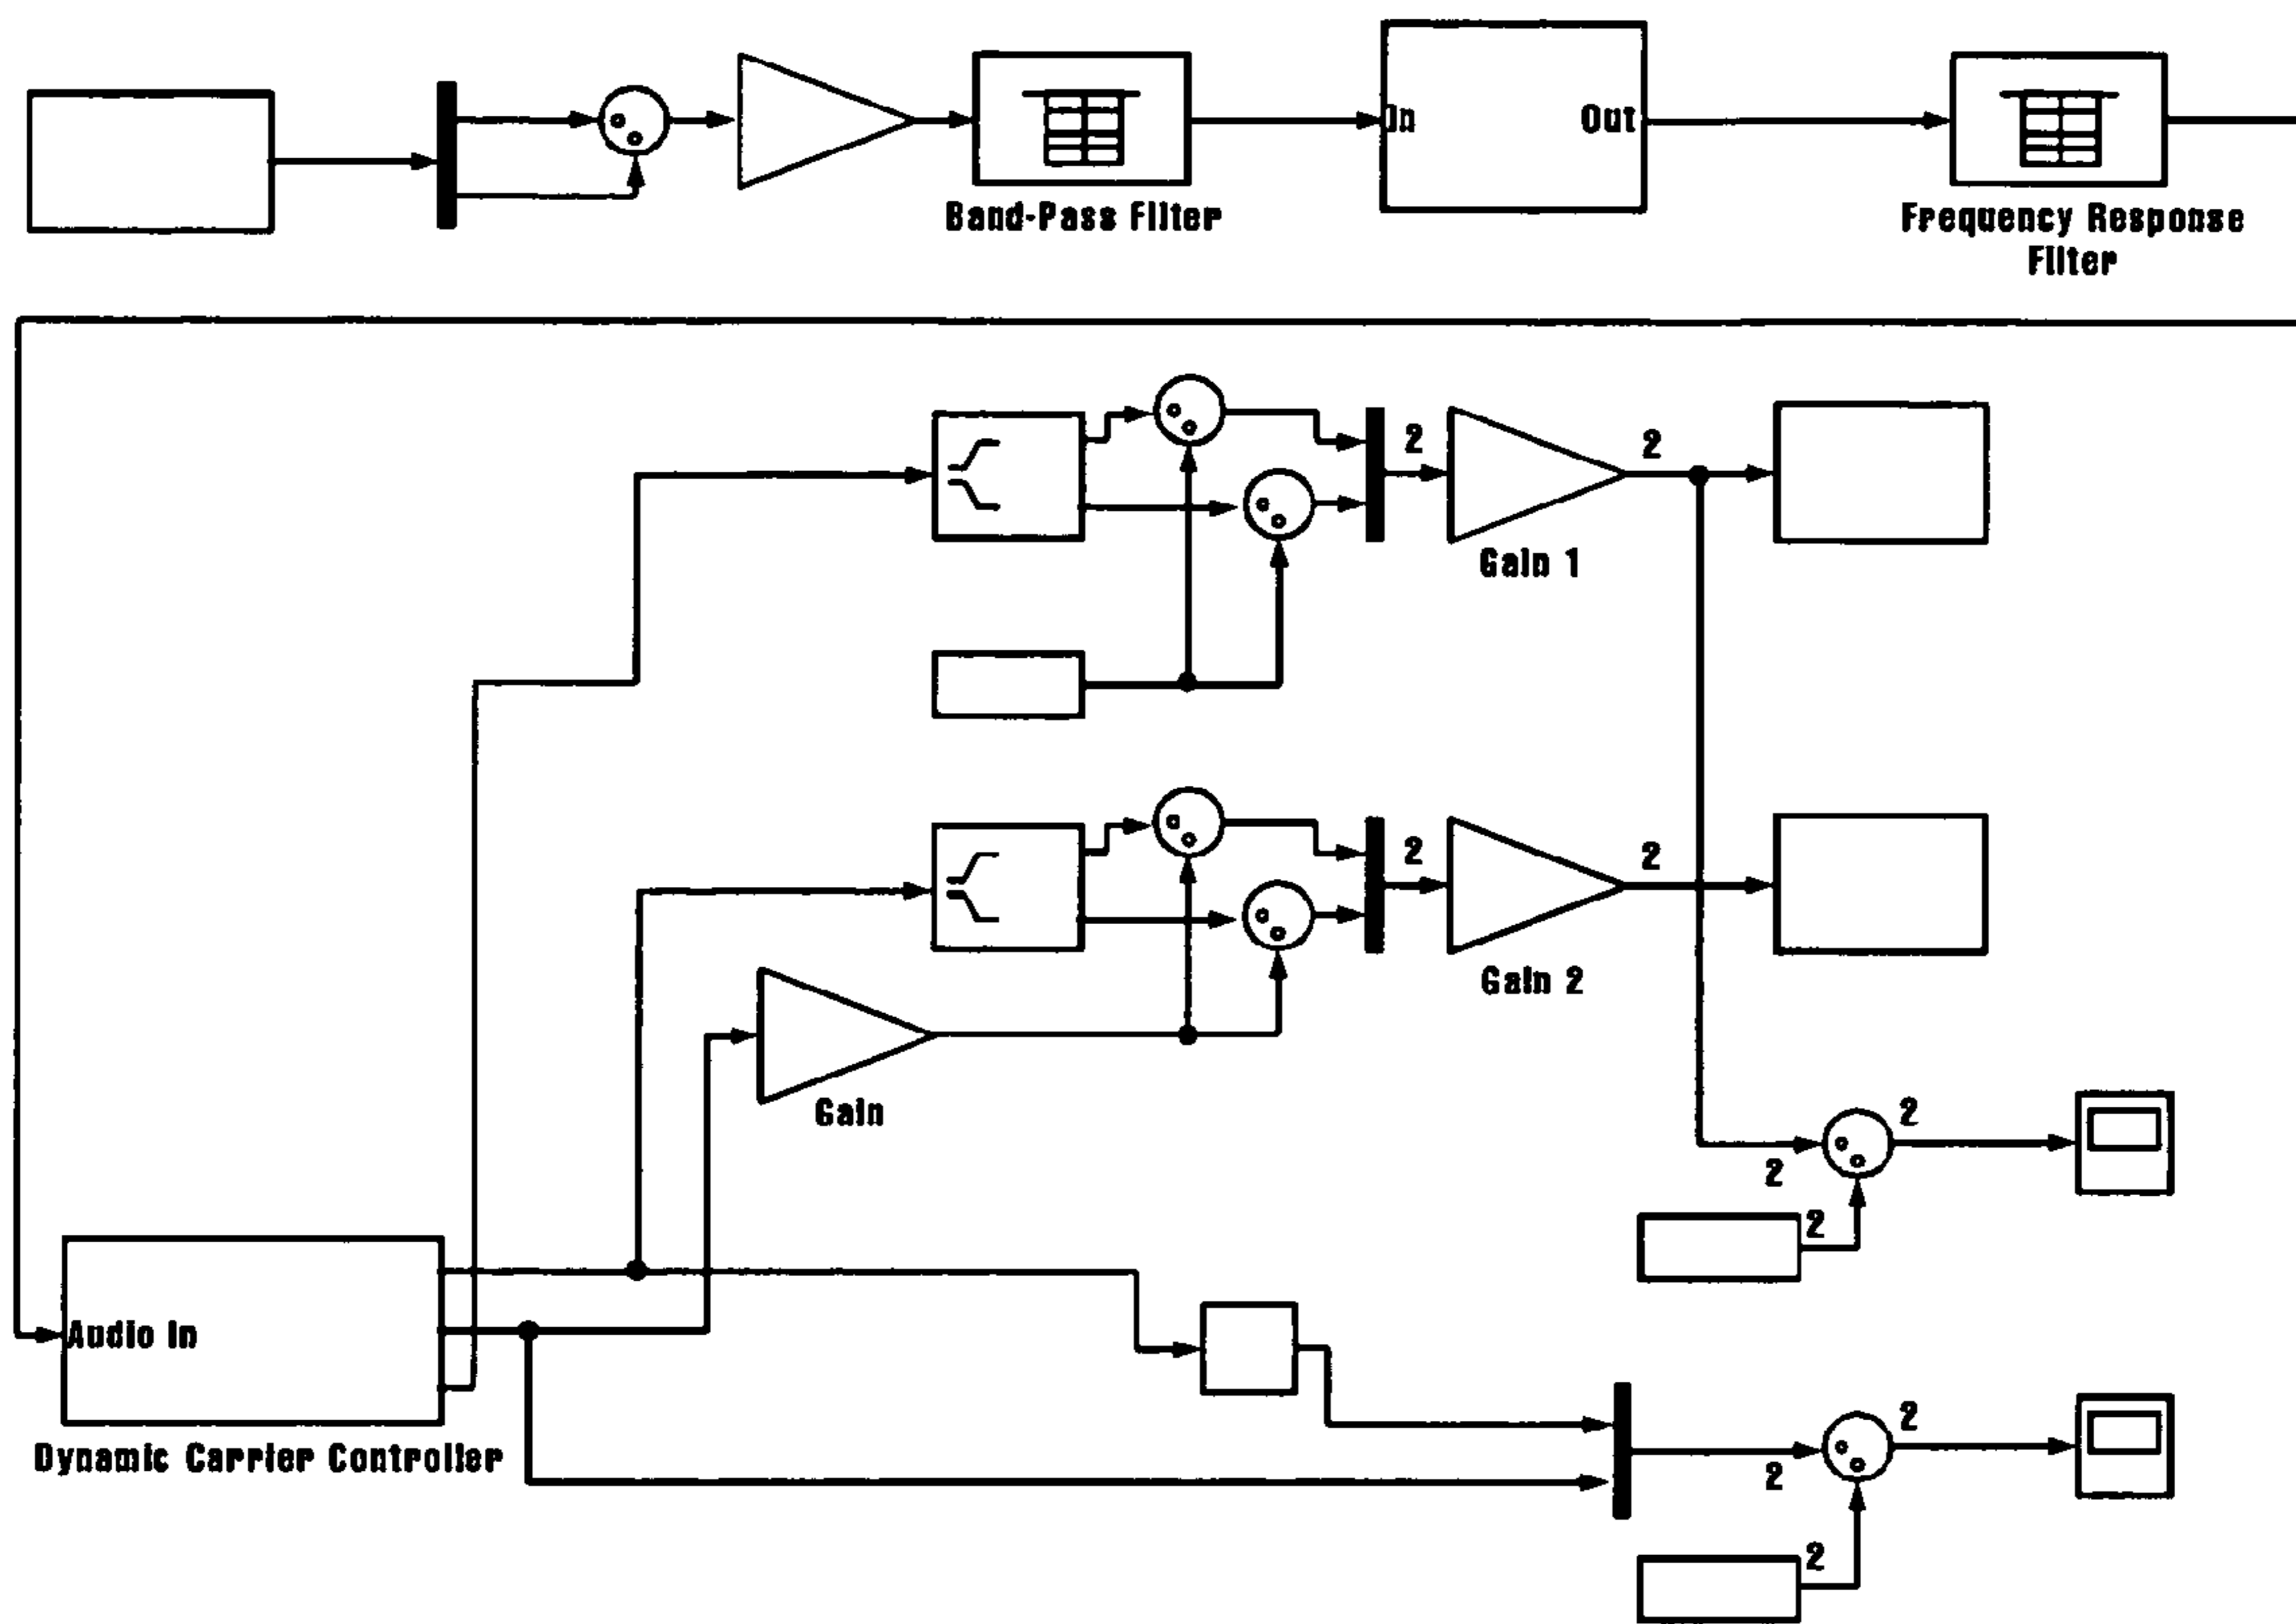 In
Out
Band-Pass Filter
Frequency Response
Filter
2
2
Gain 1
2
2
Gain 2
Gain
2
2
2
Audio In
Dynamic Carrier Controller
2
2
2